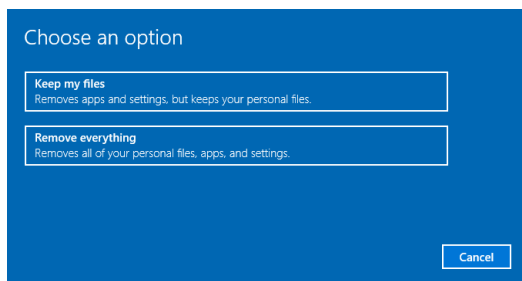 Choose an option
Keep my files
Removes apps and settings, but keeps your personal files.
Remove everything
Removes all of your personal files, apps, and settings.
Cancel